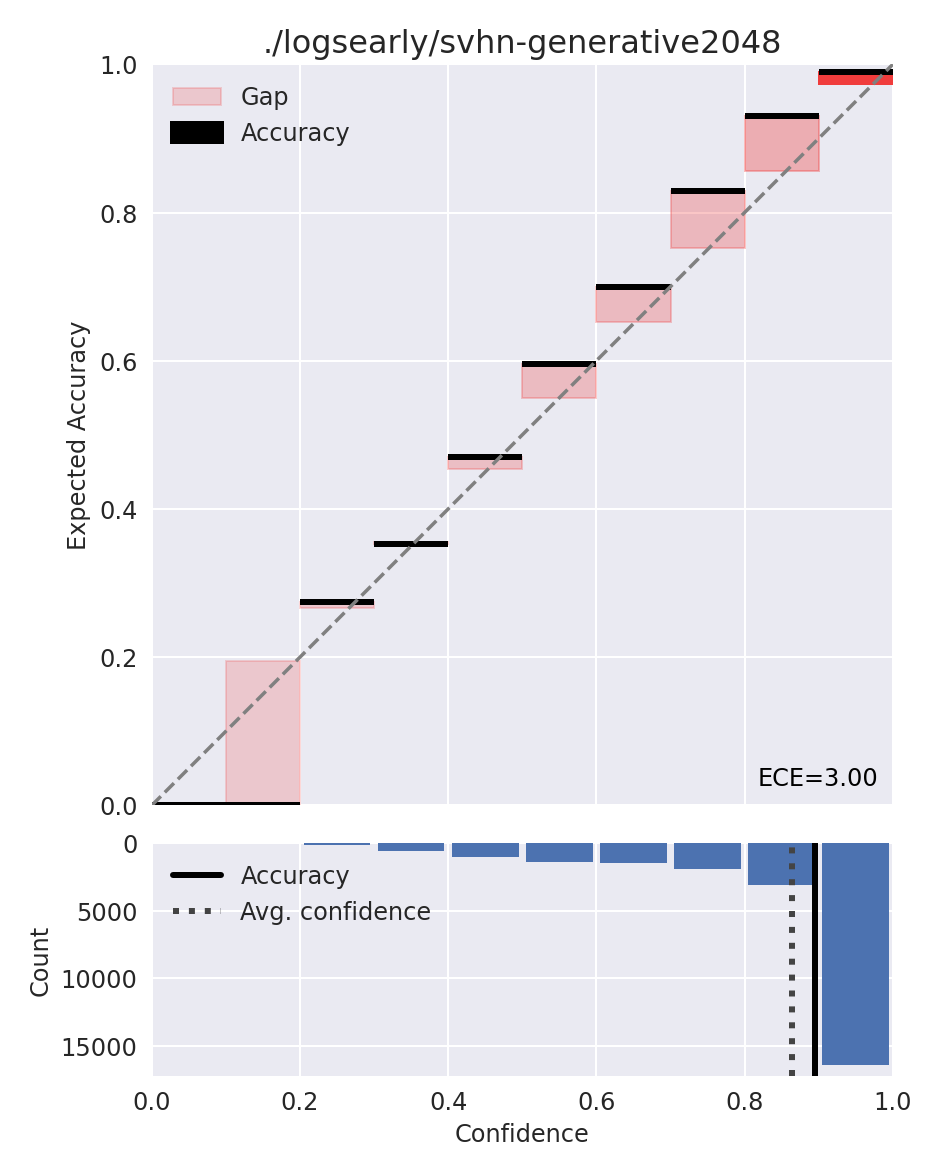 ./logsearly/svhn-generative2048
1.0
0.8
0.6
0.4
0.2
0.0
Expected Accuracy
Gap
Accuracy
ECE=3.00
0
5000
10000
15000
Count
Accuracy
Avg. confidence
0.0 0.2 0.4 0.6 0.8 1.0
Confidence